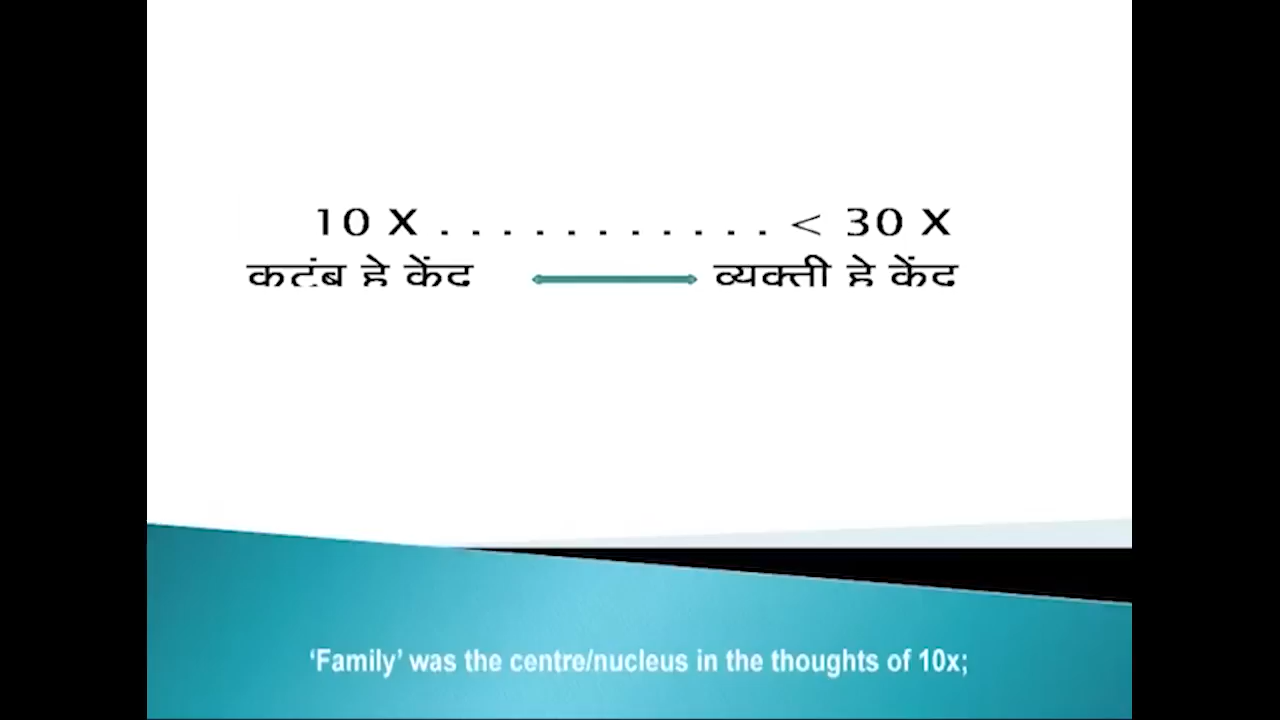 10 X . . . . . . . . . . . < 30 X
कुटुंब हे केंद्र व्यक्ती हे केंद्र
‘Family’ was the centre/nucleus in the thoughts of 10x;